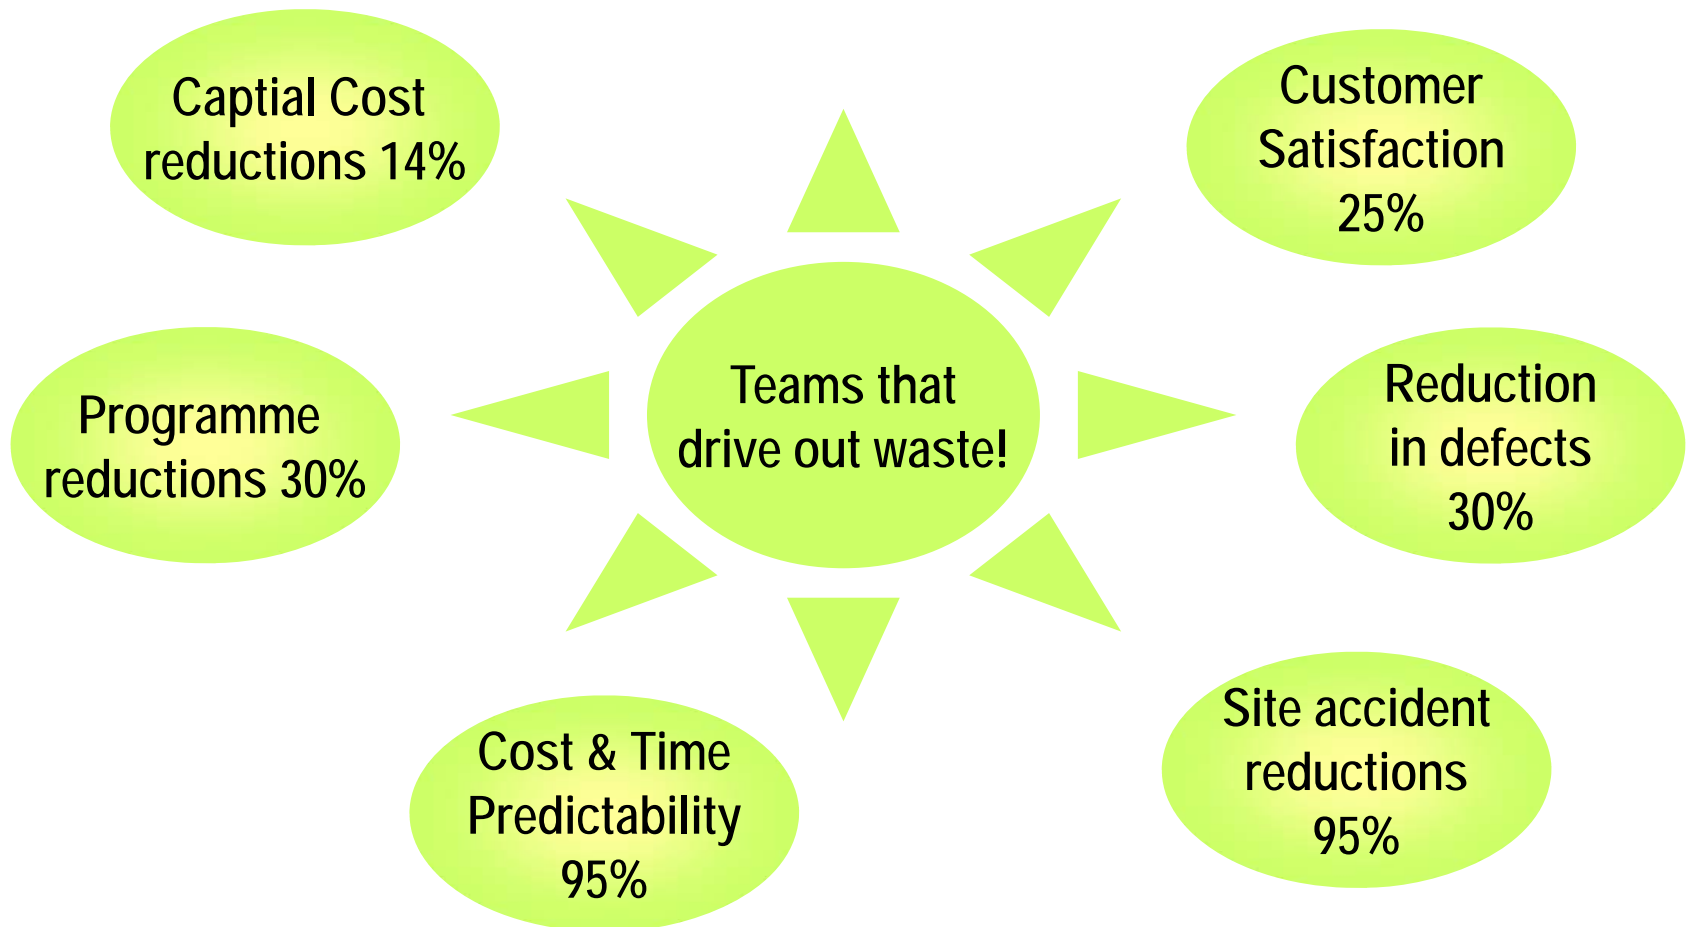 Captial Cost
reductions 14%
Customer
Satisfaction
25%
Programme
reductions 30%
Teams that
drive out waste!
Reduction
in defects
30%
Cost & Time
Predictability
95%
Site accident
reductions
95%